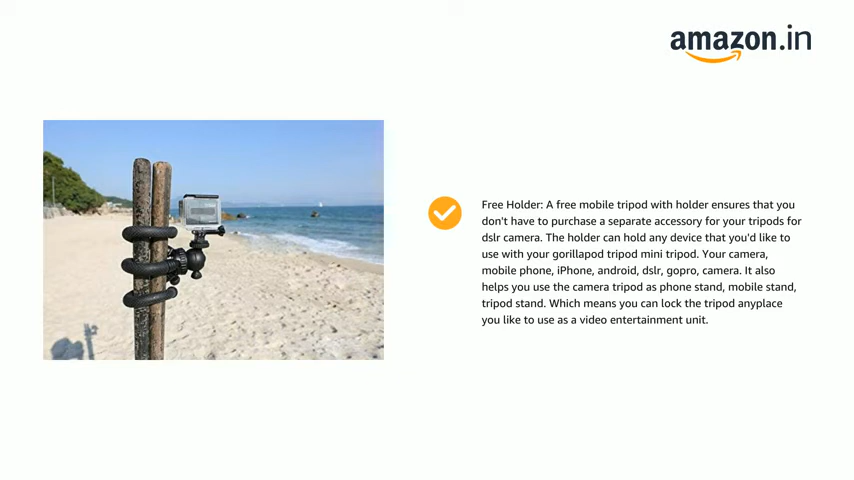 amazon.in
Free Holder: A free mobile tripod with holder ensures that you
don't have to purchase a separate accessory for your tripods for
dslr camera. The holder can hold any device that you'd like to
use with your gorillapod tripod mini tripod. Your camera,
mobile phone, iPhone, android, dslr, gopro, camera. It also
helps you use the camera tripod as phone stand, mobile stand,
tripod stand. Which means you can lock the tripod anyplace
you like to use as a video entertainment unit.